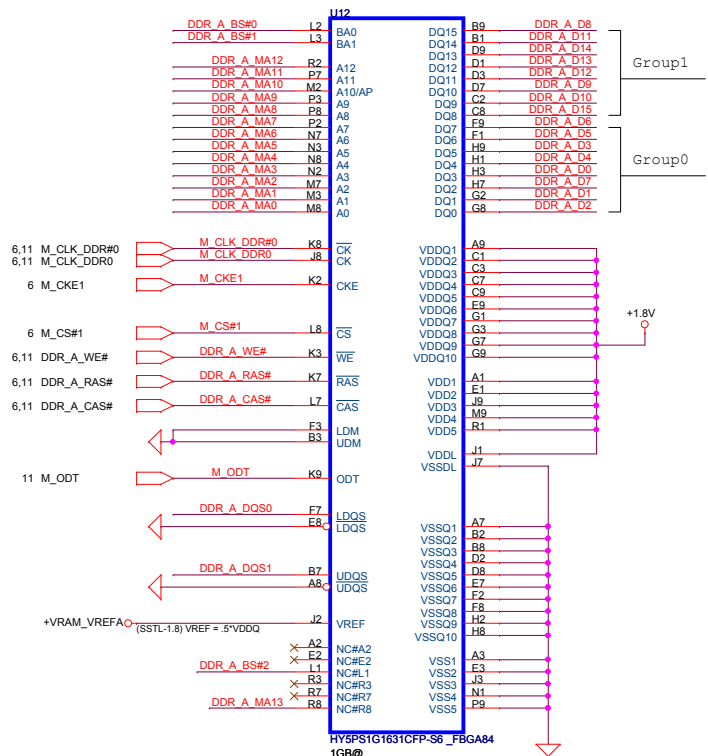 U12
DDR_A_BS#0 L2 BA0 DQ15 B9 DDR_A_D8
DDR_A_BS#1 L3 BA1 DQ14 B1 DDR_A_D11
DQ13 D9 DDR_A_D14
DDR_A_MA12 R2 A12 DQ12 D1 DDR_A_D13
DDR_A_MA11 P7 A11 DQ11 D3 DDR_A_D12
DDR_A_MA10 M2 A10/AP DQ10 D7 DDR_A_D9
DDR_A_MA9 P3 A9 DQ9 C2 DDR_A_D10
DDR_A_MA8 P8 A8 DQ8 C8 DDR_A_D15
Group1
DDR_A_MA7 P2 A7 DQ7 F9 DDR_A_D6
DDR_A_MA6 N7 A6 DQ6 F1 DDR_A_D5
DDR_A_MA5 N3 A5 DQ5 H9 DDR_A_D3
DDR_A_MA4 N8 A4 DQ4 H1 DDR_A_D4
DDR_A_MA3 N2 A3 DQ3 H3 DDR_A_D0
DDR_A_MA2 M7 A2 DQ2 H7 DDR_A_D7
DDR_A_MA1 M3 A1 DQ1 G2 DDR_A_D1
DDR_A_MA0 M8 A0 DQ0 G8 DDR_A_D2
Group0
6,11 M_CLK_DDR#0 M_CLK_DDR#0 K8 CK VDDQ1 A9
6,11 M_CLK_DDR0 M_CLK_DDR0 J8 CK VDDQ2 C1
VDDQ3 C3
6 M_CKE1 M_CKE1 K2 CKE VDDQ4 C7
VDDQ5 C9
VDDQ6 E9
VDDQ7 G1
+1.8V
6 M_CS#1 M_CS#1 L8 CS VDDQ8 G3
VDDQ9 G7
6,11 DDR_A_WE# DDR_A_WE# K3 WE VDDQ10 G9
6,11 DDR_A_RAS# DDR_A_RAS# K7 RAS VDD1 A1
VDD2 E1
6,11 DDR_A_CAS# DDR_A_CAS# L7 CAS VDD3 J9
VDD4 M9
F3 LDM VDD5 R1
B3 UDM
VDDL J1
VSSDL J7
11 M_ODT M_ODT K9 ODT
DDR_A_DQS0 F7 LDQS
E8 LDQS VSSQ1 A7
VSSQ2 B2
VSSQ3 B8
VSSQ4 D2
DDR_A_DQS1 B7 UDQS VSSQ5 D8
A8 UDQS VSSQ6 E7
VSSQ7 F2
VSSQ8 F8
+VRAM_VREFA (SSTL-1.8) VREF = .5*VDDQ J2 VREF VSSQ9 H2
VSSQ10 H8
A2 NC#A2
E2 NC#E2 VSS1 A3
DDR_A_BS#2 L1 NC#L1 VSS2 E3
R3 NC#R3 VSS3 J3
R7 NC#R7 VSS4 N1
DDR_A_MA13 R8 NC#R8 VSS5 P9
HY5PS1G1631CFP-S6 _FBGA84
1GB@